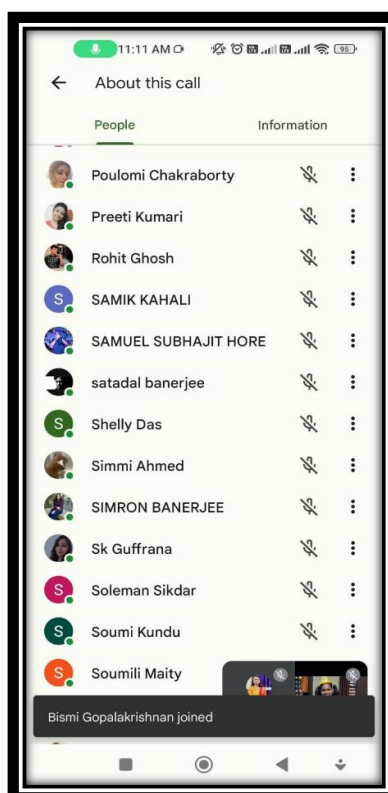 11:11 AM 95
About this call
People Information
Poulomi Chakraborty
Preeti Kumari
Rohit Ghosh
S SAMIK KAHALI
SAMUEL SUBHAJIT HORE
satadal banerjee
S Shelly Das
Simmi Ahmed
SIMRON BANERJEE
Sk Guffrana
S Soleman Sikdar
S Soumi Kundu
S Soumili Maity
Bismi Gopalakrishnan joined